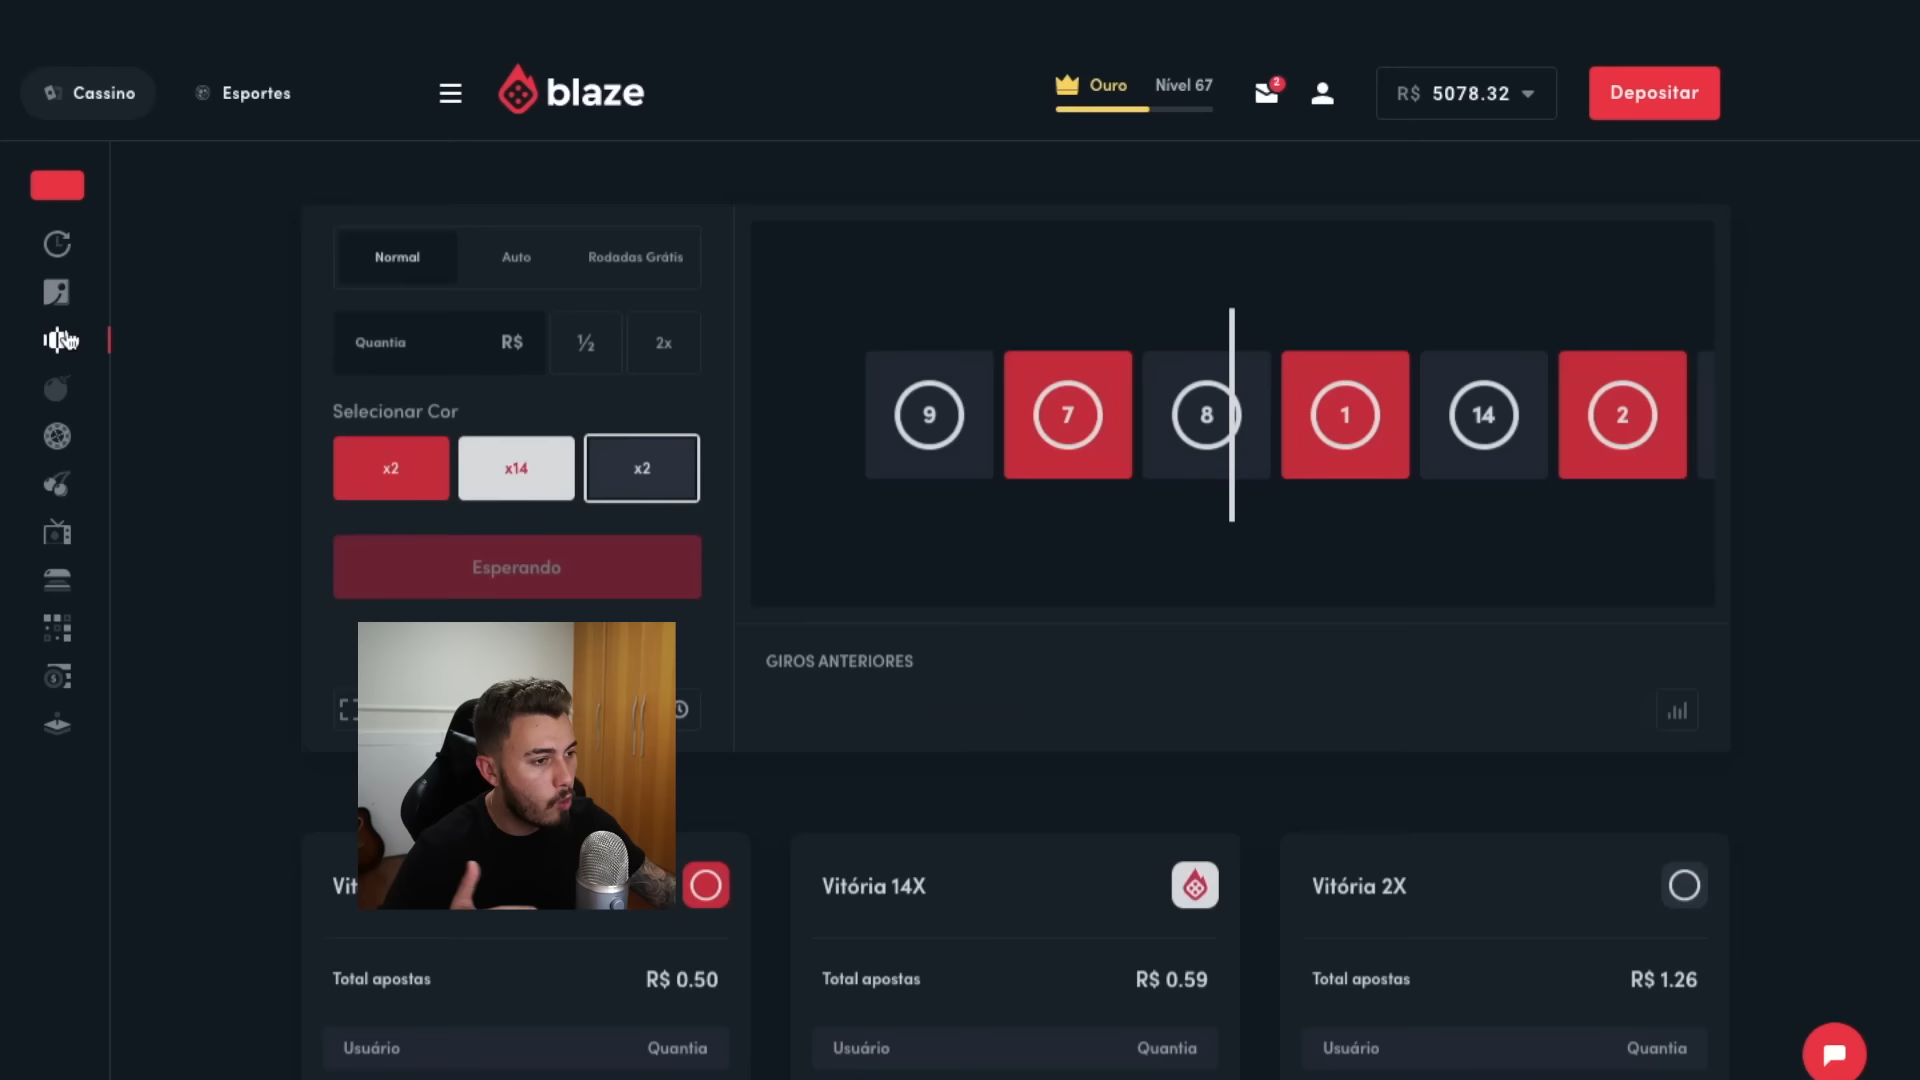 Cassino
Esportes
blaze
Ouro
Nível 67
2
R$ 5078.32
Depositar
Normal
Auto
Rodadas Grátis
Quantia
R$
½
2x
Selecionar Cor
x2
x14
x2
Esperando
9
7
8
1
14
2
GIROS ANTERIORES
Vit
Total apostas
R$ 0.50
Usuário
Quantia
Vitória 14X
Total apostas
R$ 0.59
Usuário
Quantia
Vitória 2X
Total apostas
R$ 1.26
Usuário
Quantia